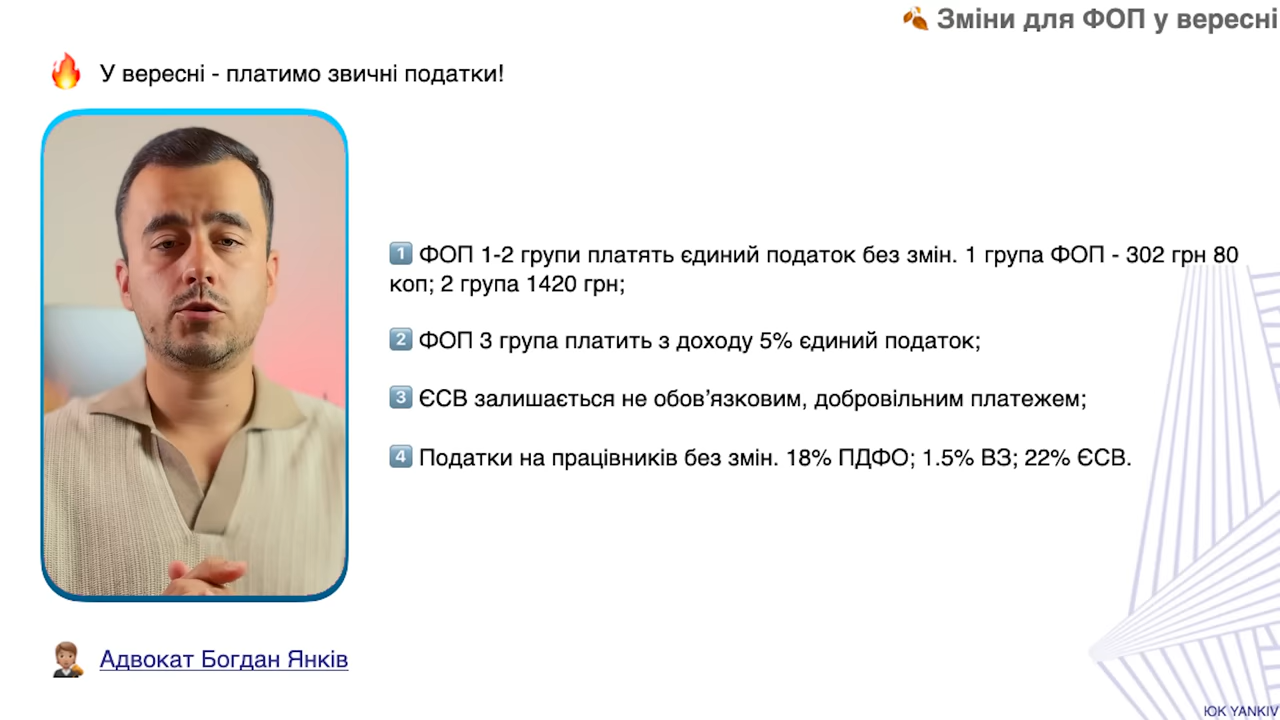 Зміни для ФОП у вересні
У вересні - платимо звичні податки!
1 ФОП 1-2 групи платять єдиний податок без змін. 1 група ФОП - 302 грн 80
коп; 2 група 1420 грн;
2 ФОП 3 група платить з доходу 5% єдиний податок;
3 ЄСВ залишається не обов’язковим, добровільним платежем;
4 Податки на працівників без змін. 18% ПДФО; 1.5% ВЗ; 22% ЄСВ.
Адвокат Богдан Янків
ЮК YANKIV